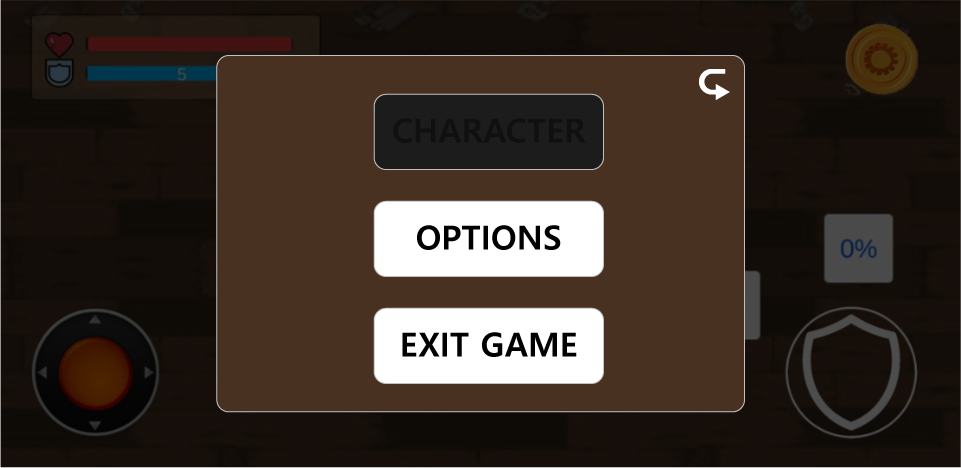 5
CHARACTER
OPTIONS
0%
EXIT GAME